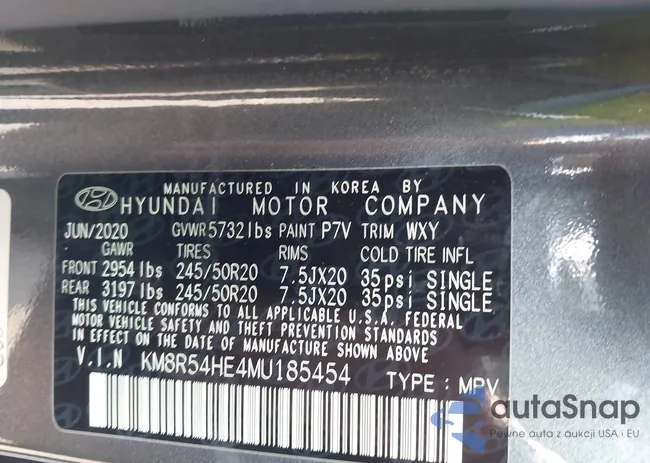 MANUFACTURED IN KOREA BY
HYUNDAI MOTOR COMPANY
JUN/2020 GVWR 5732 lbs PAINT P7V TRIM WXY
GAWR TIRES RIMS COLD TIRE INFL
FRONT 2954 lbs 245/50R20 7.5JX20 35psi SINGLE
REAR 3197 lbs 245/50R20 7.5JX20 35psi SINGLE
THIS VEHICLE CONFORMS TO ALL APPLICABLE U.S.A. FEDERAL
MOTOR VEHICLE SAFETY AND THEFT PREVENTION STANDARDS
IN EFFECT ON THE DATE OF MANUFACTURE SHOWN ABOVE.
V.I.N KM8R54HE4MU185454 TYPE : MPV
autaSnap
Pewne auta z aukcji USA i EU